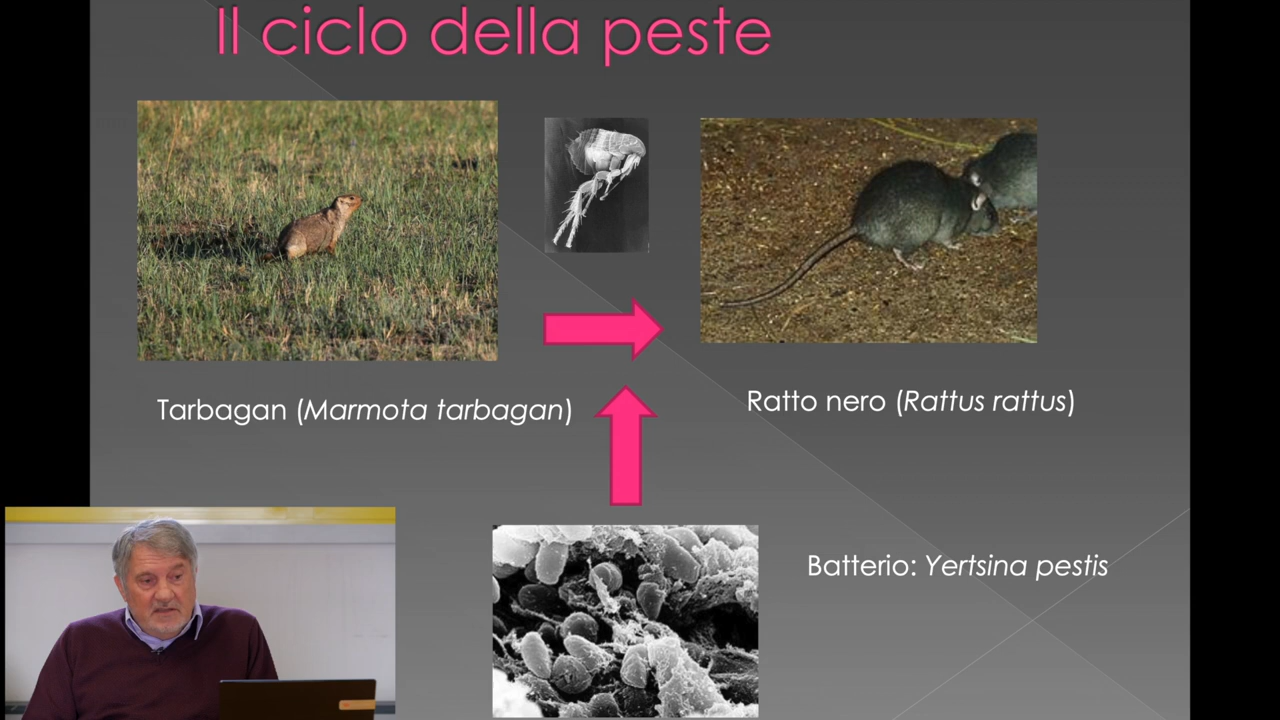 Il ciclo della peste
Tarbagan (Marmota tarbagan)
Ratto nero (Rattus rattus)
Batterio: Yertsina pestis